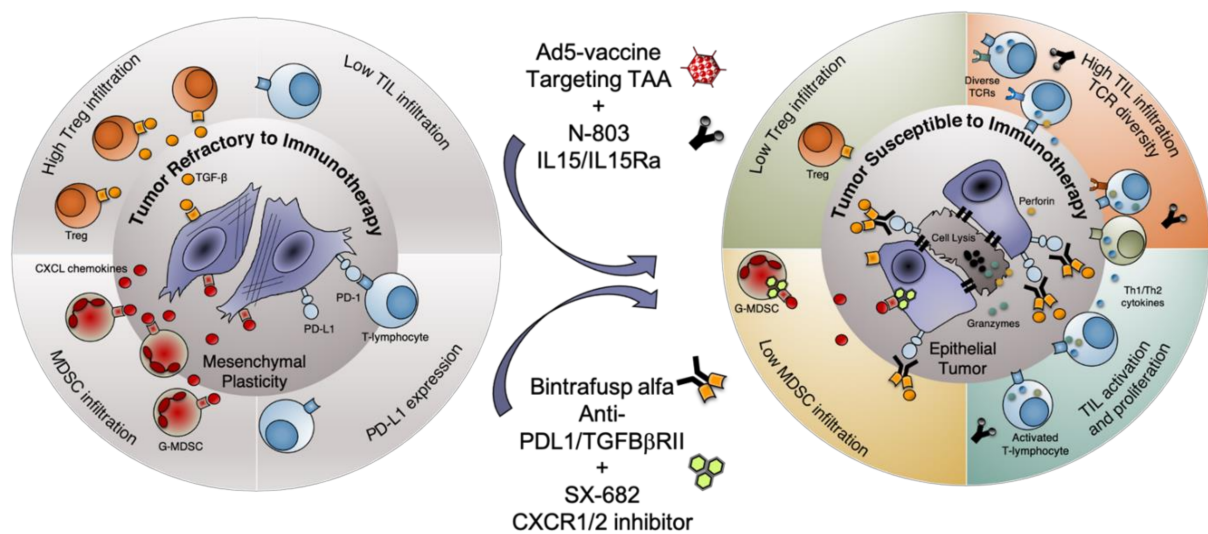 High Treg infiltration
Low TIL infiltration
Tumor Refractory to Immunotherapy
TGF-β
Treg
CXCL chemokines
PD-1
PD-L1
T-lymphocyte
Mesenchymal
Plasticity
G-MDSC
MDSC infiltration
PD-L1 expression
Ad5-vaccine
Targeting TAA
+
N-803
IL15/IL15Ra
Bintrafusp alfa
Anti-
PDL1/TGFBβRII
+
SX-682
CXCR1/2 inhibitor
Low Treg infiltration
Diverse
TCRs
High TIL infiltration
TCR diversity
Tumor Susceptible to Immunotherapy
Treg
Perforin
Cell Lysis
G-MDSC
Granzymes
Th1/Th2
cytokines
Epithelial
Tumor
Low MDSC infiltration
Activated
T-lymphocyte
TIL activation
and proliferation